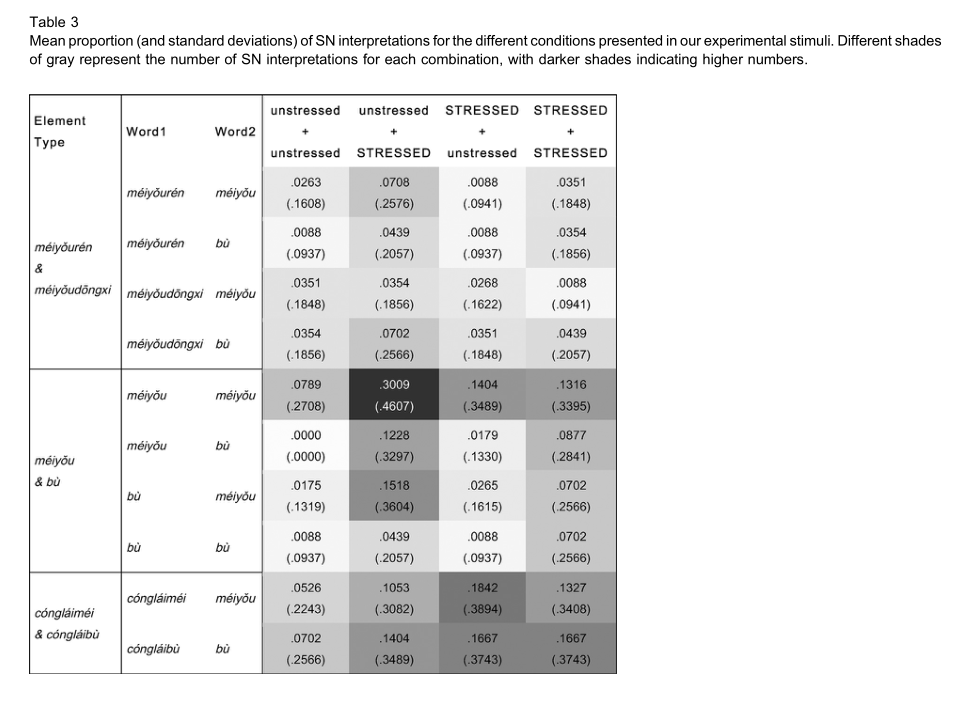 Table 3
Mean proportion (and standard deviations) of SN interpretations for the different conditions presented in our experimental stimuli. Different shades
of gray represent the number of SN interpretations for each combination, with darker shades indicating higher numbers.
Element Type Word1 Word2 unstressed + unstressed unstressed + STRESSED STRESSED + unstressed STRESSED + STRESSED
méiyǒurén & méiyǒudōngxi
méiyǒurén méiyǒu .0263 .0708 .0088 .0351
(.1608) (.2576) (.0941) (.1848)
méiyǒurén bù .0088 .0439 .0088 .0354
(.0937) (.2057) (.0937) (.1856)
méiyǒudōngxi méiyǒu .0351 .0354 .0268 .0088
(.1848) (.1856) (.1622) (.0941)
méiyǒudōngxi bù .0354 .0702 .0351 .0439
(.1856) (.2566) (.1848) (.2057)
méiyǒu & bù
méiyǒu méiyǒu .0789 .3009 .1404 .1316
(.2708) (.4607) (.3489) (.3395)
méiyǒu bù .0000 .1228 .0179 .0877
(.0000) (.3297) (.1330) (.2841)
bù méiyǒu .0175 .1518 .0265 .0702
(.1319) (.3604) (.1615) (.2566)
bù bù .0088 .0439 .0088 .0702
(.0937) (.2057) (.0937) (.2566)
cóngláiméi & cóngláibù
cóngláiméi méiyǒu .0526 .1053 .1842 .1327
(.2243) (.3082) (.3894) (.3408)
cóngláibù bù .0702 .1404 .1667 .1667
(.2566) (.3489) (.3743) (.3743)